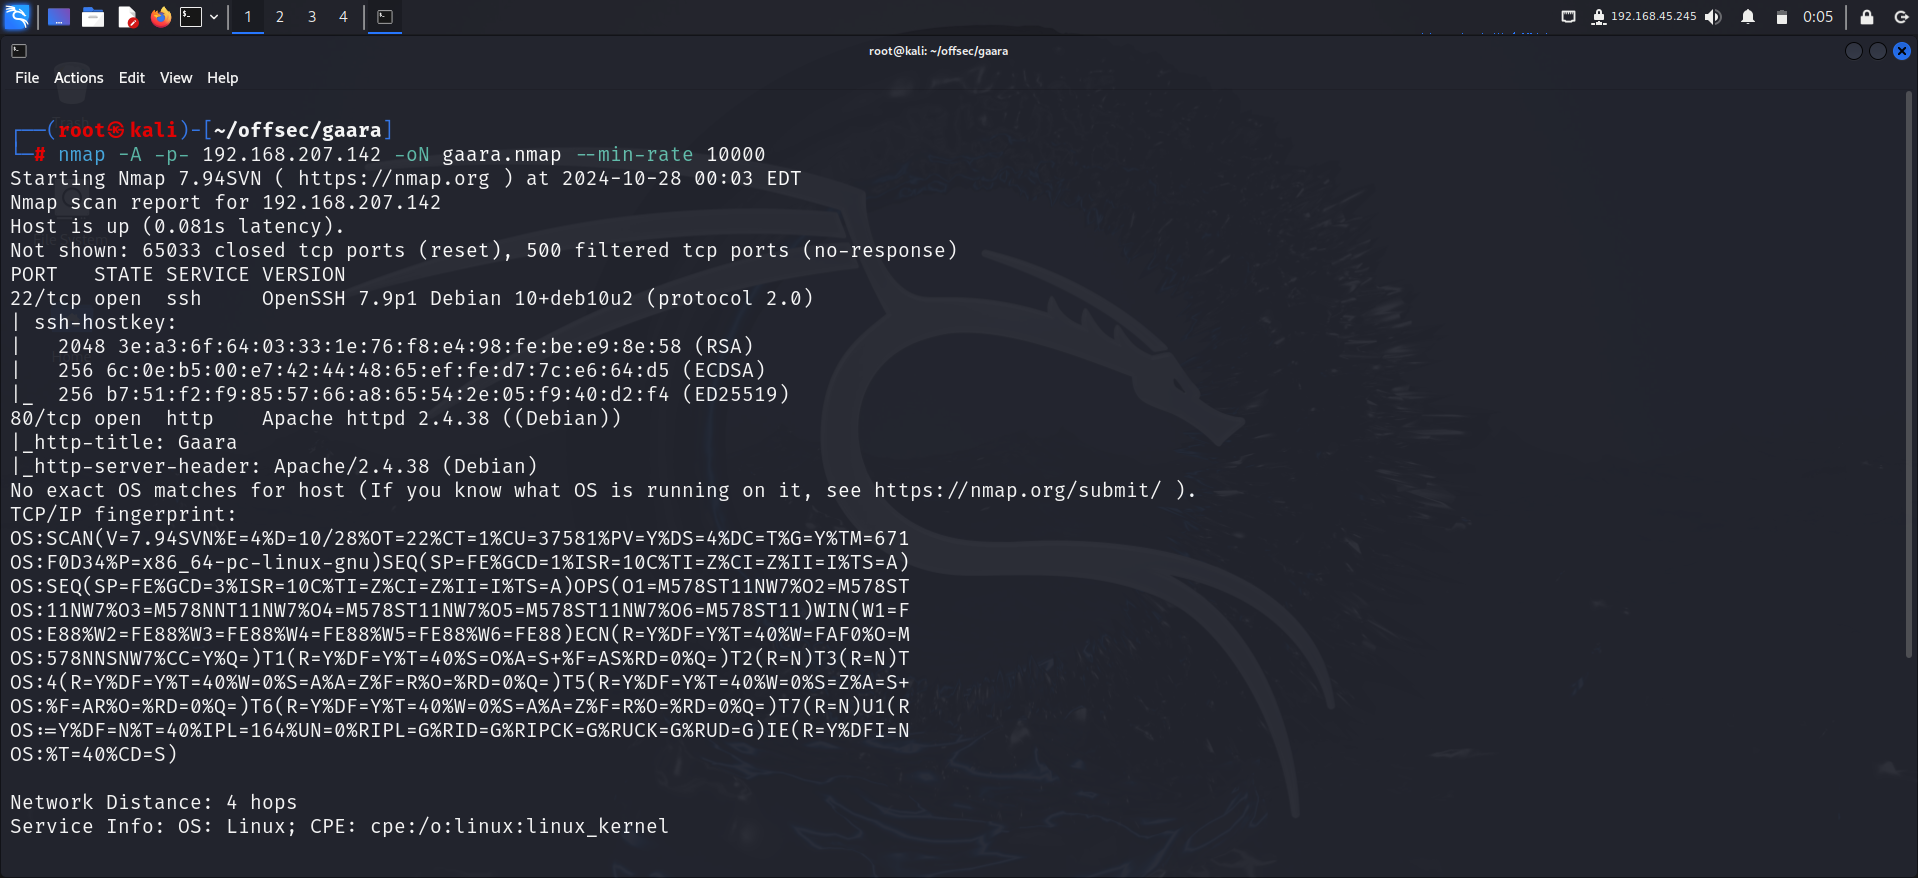 1 2 3 4 192.168.45.245 0:05
root@kali: ~/offsec/gaara
File Actions Edit View Help
┌──(root㉿kali)-[~/offsec/gaara]
└─# nmap -A -p- 192.168.207.142 -oN gaara.nmap --min-rate 10000
Starting Nmap 7.94SVN ( https://nmap.org ) at 2024-10-28 00:03 EDT
Nmap scan report for 192.168.207.142
Host is up (0.081s latency).
Not shown: 65033 closed tcp ports (reset), 500 filtered tcp ports (no-response)
PORT   STATE SERVICE VERSION
22/tcp open  ssh     OpenSSH 7.9p1 Debian 10+deb10u2 (protocol 2.0)
| ssh-hostkey:
|   2048 3e:a3:6f:64:03:33:1e:76:f8:e4:98:fe:be:e9:8e:58 (RSA)
|   256 6c:0e:b5:00:e7:42:44:48:65:ef:fe:d7:7c:e6:64:d5 (ECDSA)
|_  256 b7:51:f2:f9:85:57:66:a8:65:54:2e:05:f9:40:d2:f4 (ED25519)
80/tcp open  http    Apache httpd 2.4.38 ((Debian))
|_http-title: Gaara
|_http-server-header: Apache/2.4.38 (Debian)
No exact OS matches for host (If you know what OS is running on it, see https://nmap.org/submit/ ).
TCP/IP fingerprint:
OS:SCAN(V=7.94SVN%E=4%D=10/28%OT=22%CT=1%CU=37581%PV=Y%DS=4%DC=T%G=Y%TM=671
OS:F0D34%P=x86_64-pc-linux-gnu)SEQ(SP=FE%GCD=1%ISR=10C%TI=Z%CI=Z%II=I%TS=A)
OS:SEQ(SP=FE%GCD=3%ISR=10C%TI=Z%CI=Z%II=I%TS=A)OPS(O1=M578ST11NW7%O2=M578ST
OS:11NW7%O3=M578NNT11NW7%O4=M578ST11NW7%O5=M578ST11NW7%O6=M578ST11)WIN(W1=F
OS:E88%W2=FE88%W3=FE88%W4=FE88%W5=FE88%W6=FE88)ECN(R=Y%DF=Y%T=40%W=FAF0%O=M
OS:578NNSNW7%CC=Y%Q=)T1(R=Y%DF=Y%T=40%S=O%A=S+%F=AS%RD=0%Q=)T2(R=N)T3(R=N)T
OS:4(R=Y%DF=Y%T=40%W=0%S=A%A=Z%F=R%O=%RD=0%Q=)T5(R=Y%DF=Y%T=40%W=0%S=Z%A=S+
OS:%F=AR%O=%RD=0%Q=)T6(R=Y%DF=Y%T=40%W=0%S=A%A=Z%F=R%O=%RD=0%Q=)T7(R=N)U1(R
OS:=Y%DF=N%T=40%IPL=164%UN=0%RIPL=G%RID=G%RIPCK=G%RUCK=G%RUD=G)IE(R=Y%DFI=N
OS:%T=40%CD=S)
Network Distance: 4 hops
Service Info: OS: Linux; CPE: cpe:/o:linux:linux_kernel